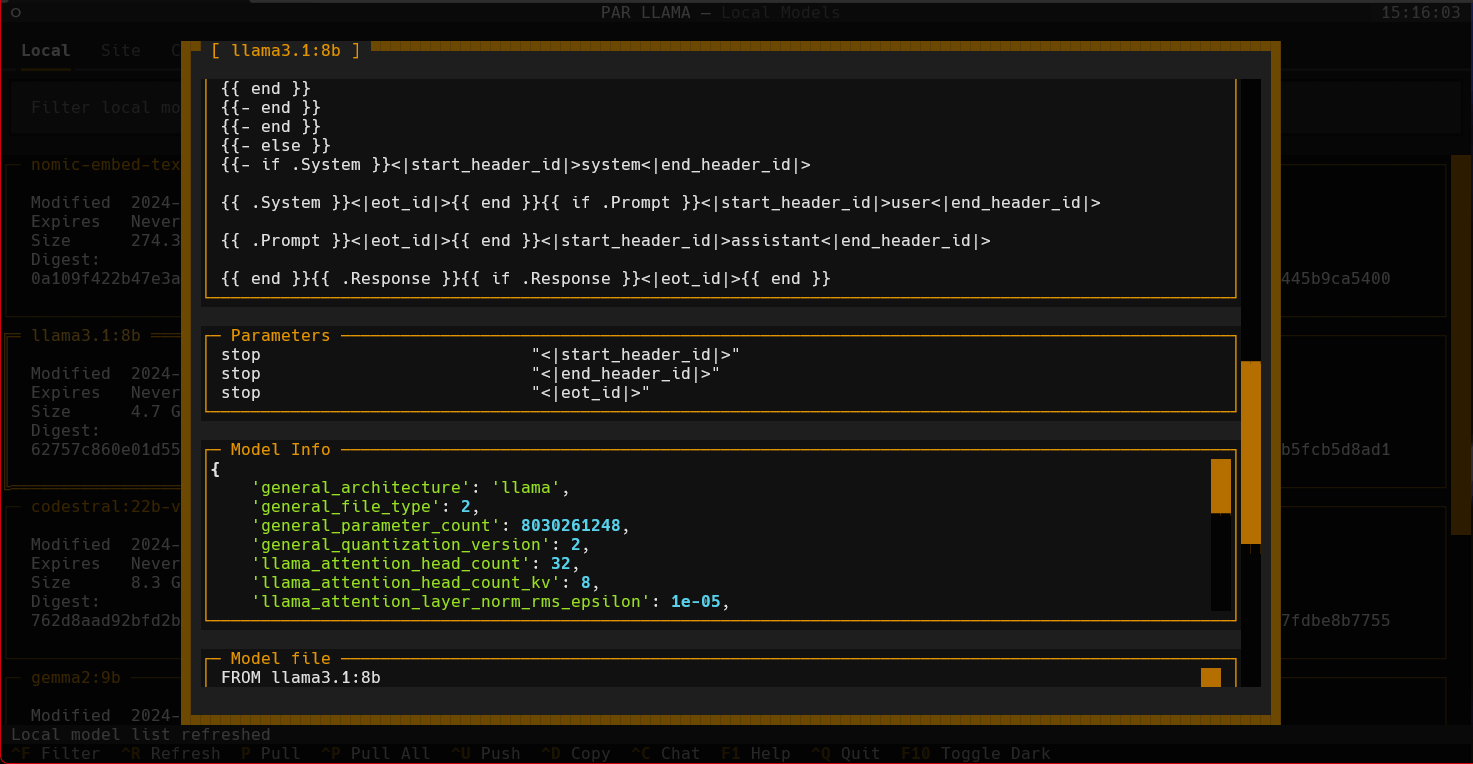 PAR LLAMA — Local Models 15:16:03
Local Site C
[ llama3.1:8b ]
Filter local mo
{{ end }}
{{- end }}
{{- end }}
{{- else }}
{{- if .System }}<|start_header_id|>system<|end_header_id|>
{{ .System }}<|eot_id|>{{ end }}{{ if .Prompt }}<|start_header_id|>user<|end_header_id|>
{{ .Prompt }}<|eot_id|>{{ end }}<|start_header_id|>assistant<|end_header_id|>
{{ end }}{{ .Response }}{{ if .Response }}<|eot_id|>{{ end }}
Parameters
stop "<|start_header_id|>"
stop "<|end_header_id|>"
stop "<|eot_id|>"
Model Info
{
'general_architecture': 'llama',
'general_file_type': 2,
'general_parameter_count': 8030261248,
'general_quantization_version': 2,
'llama_attention_head_count': 32,
'llama_attention_head_count_kv': 8,
'llama_attention_layer_norm_rms_epsilon': 1e-05,
Model file
FROM llama3.1:8b
nomic-embed-tex
Modified 2024-
Expires Never
Size 274.3
Digest:
0a109f422b47e3a 445b9ca5400
llama3.1:8b
Modified 2024-
Expires Never
Size 4.7 G
Digest:
62757c860e01d55 b5fcb5d8ad1
codestral:22b-v
Modified 2024-
Expires Never
Size 8.3 G
Digest:
762d8aad92bfd2b 7fdbe8b7755
gemma2:9b
Modified 2024-
Local model list refreshed
^F Filter ^R Refresh P Pull ^P Pull All ^U Push ^D Copy ^C Chat F1 Help ^Q Quit F10 Toggle Dark